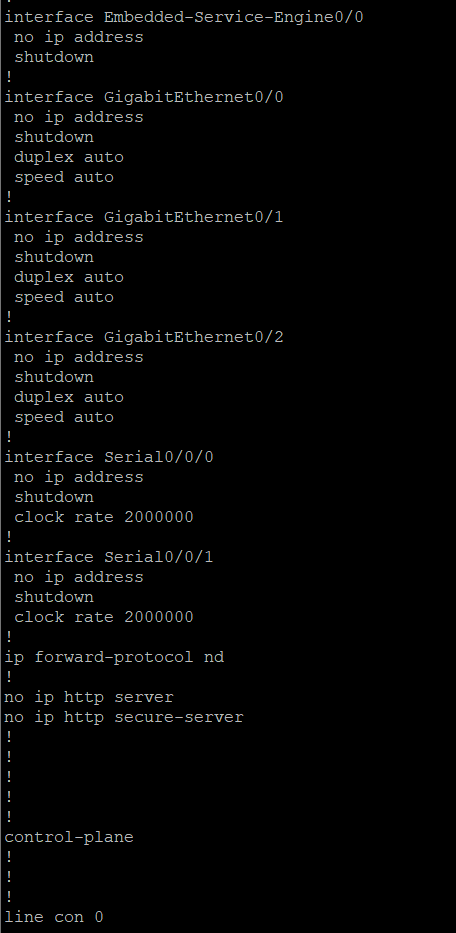 !
interface Embedded-Service-Engine0/0
 no ip address
 shutdown
!
interface GigabitEthernet0/0
 no ip address
 shutdown
 duplex auto
 speed auto
!
interface GigabitEthernet0/1
 no ip address
 shutdown
 duplex auto
 speed auto
!
interface GigabitEthernet0/2
 no ip address
 shutdown
 duplex auto
 speed auto
!
interface Serial0/0/0
 no ip address
 shutdown
 clock rate 2000000
!
interface Serial0/0/1
 no ip address
 shutdown
 clock rate 2000000
!
ip forward-protocol nd
!
no ip http server
no ip http secure-server
!
!
!
!
!
control-plane
!
!
!
line con 0